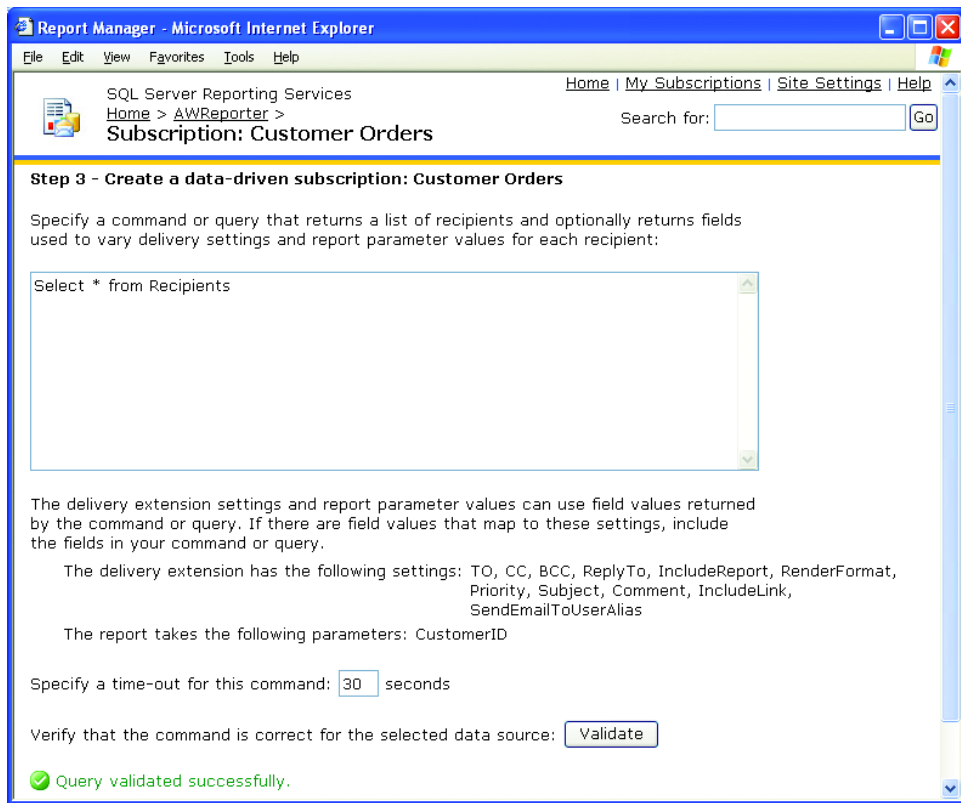 Report Manager - Microsoft Internet Explorer
File Edit View Favorites Tools Help
Home | My Subscriptions | Site Settings | Help
SQL Server Reporting Services
Home > AWReporter >
Subscription: Customer Orders
Search for: Go
Step 3 - Create a data-driven subscription: Customer Orders
Specify a command or query that returns a list of recipients and optionally returns fields
used to vary delivery settings and report parameter values for each recipient:
Select * from Recipients
The delivery extension settings and report parameter values can use field values returned
by the command or query. If there are field values that map to these settings, include
the fields in your command or query.
The delivery extension has the following settings: TO, CC, BCC, ReplyTo, IncludeReport, RenderFormat,
Priority, Subject, Comment, IncludeLink,
SendEmailToUserAlias
The report takes the following parameters: CustomerID
Specify a time-out for this command: 30 seconds
Verify that the command is correct for the selected data source: Validate
Query validated successfully.